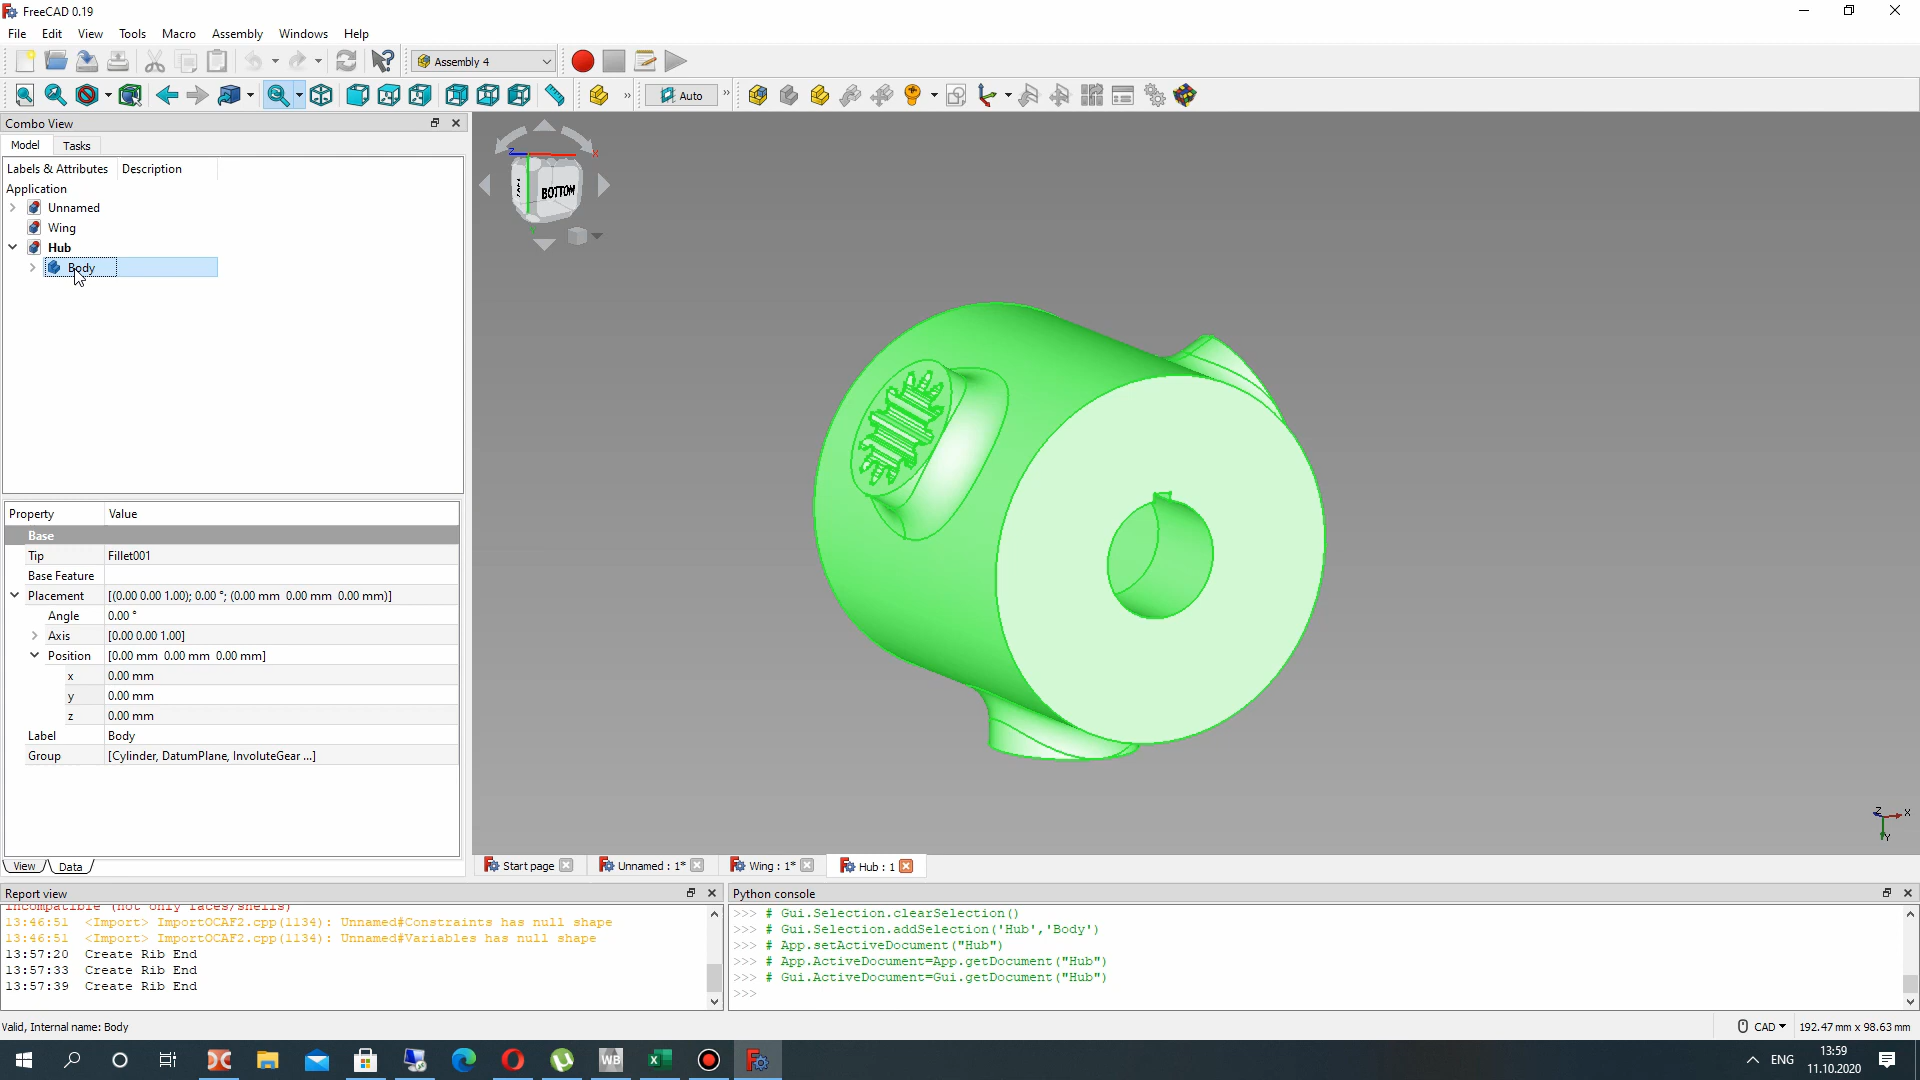 FreeCAD 0.19
File Edit View Tools Macro Assembly Windows Help
Assembly 4
Auto
Combo View
Model Tasks
Labels & Attributes Description
Application
Unnamed
Wing
Hub
Body
Z X
BOTTOM
Y
Property Value
Base
Tip Fillet001
Base Feature
Placement [(0.00 0.00 1.00); 0.00 °; (0.00 mm 0.00 mm 0.00 mm)]
Angle 0.00 °
Axis [0.00 0.00 1.00]
Position [0.00 mm 0.00 mm 0.00 mm]
x 0.00 mm
y 0.00 mm
z 0.00 mm
Label Body
Group [Cylinder, DatumPlane, InvoluteGear ...]
Z X
Y
View Data
Start page Unnamed : 1* Wing : 1* Hub : 1
Report view
incompatible (not only faces/shells)
13:46:51 <Import> ImportOCAF2.cpp(1134): Unnamed#Constraints has null shape
13:46:51 <Import> ImportOCAF2.cpp(1134): Unnamed#Variables has null shape
13:57:20 Create Rib End
13:57:33 Create Rib End
13:57:39 Create Rib End
Python console
>>> # Gui.Selection.clearSelection()
>>> # Gui.Selection.addSelection('Hub','Body')
>>> # App.setActiveDocument("Hub")
>>> # App.ActiveDocument=App.getDocument("Hub")
>>> # Gui.ActiveDocument=Gui.getDocument("Hub")
>>>
Valid, Internal name: Body
CAD 192.47 mm x 98.63 mm
WB
ENG
13:59
11.10.2020